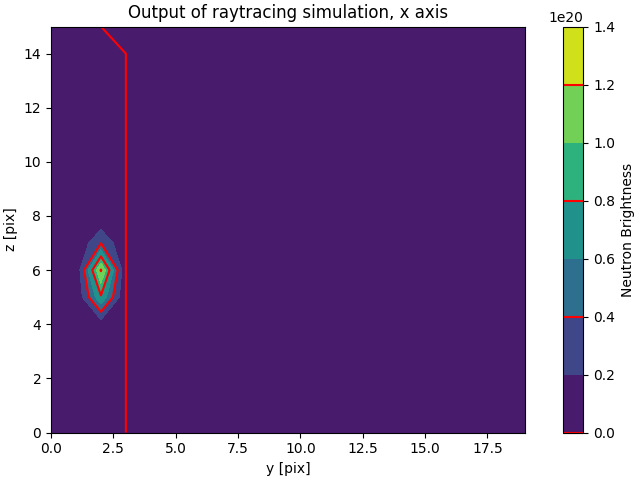 Output of raytracing simulation, x axis
1e20
1.4
1.2
1.0
0.8
0.6
0.4
0.2
0.0
Neutron Brightness
14
12
10
8
6
4
2
0
z [pix]
0.0 2.5 5.0 7.5 10.0 12.5 15.0 17.5
y [pix]